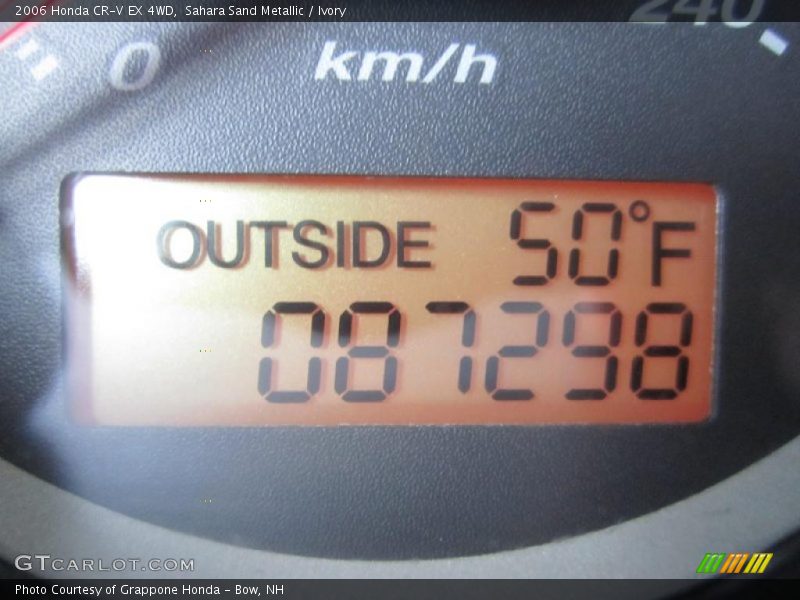 2006 Honda CR-V EX 4WD,  Sahara Sand Metallic / Ivory
0 km/h 240
OUTSIDE 50°F
087298
GTCARLOT.COM
Photo Courtesy of Grappone Honda - Bow, NH